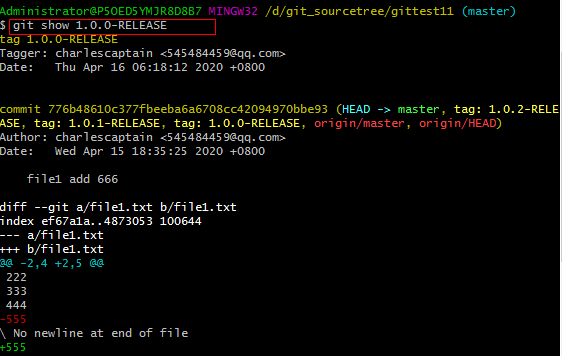 Administrator@P5OED5YMJR8D8B7 MINGW32 /d/git_sourcetree/gittest11 (master)
$ git show 1.0.0-RELEASE
tag 1.0.0-RELEASE
Tagger: charlescaptain <545484459@qq.com>
Date:   Thu Apr 16 06:18:12 2020 +0800

commit 776b48610c377fbeeba6a6708cc42094970bbe93 (HEAD -> master, tag: 1.0.2-RELE
ASE, tag: 1.0.1-RELEASE, tag: 1.0.0-RELEASE, origin/master, origin/HEAD)
Author: charlescaptain <545484459@qq.com>
Date:   Wed Apr 15 18:35:25 2020 +0800

    file1 add 666

diff --git a/file1.txt b/file1.txt
index ef67a1a..4873053 100644
--- a/file1.txt
+++ b/file1.txt
@@ -2,4 +2,5 @@
 222
 333
 444
-555
\ No newline at end of file
+555